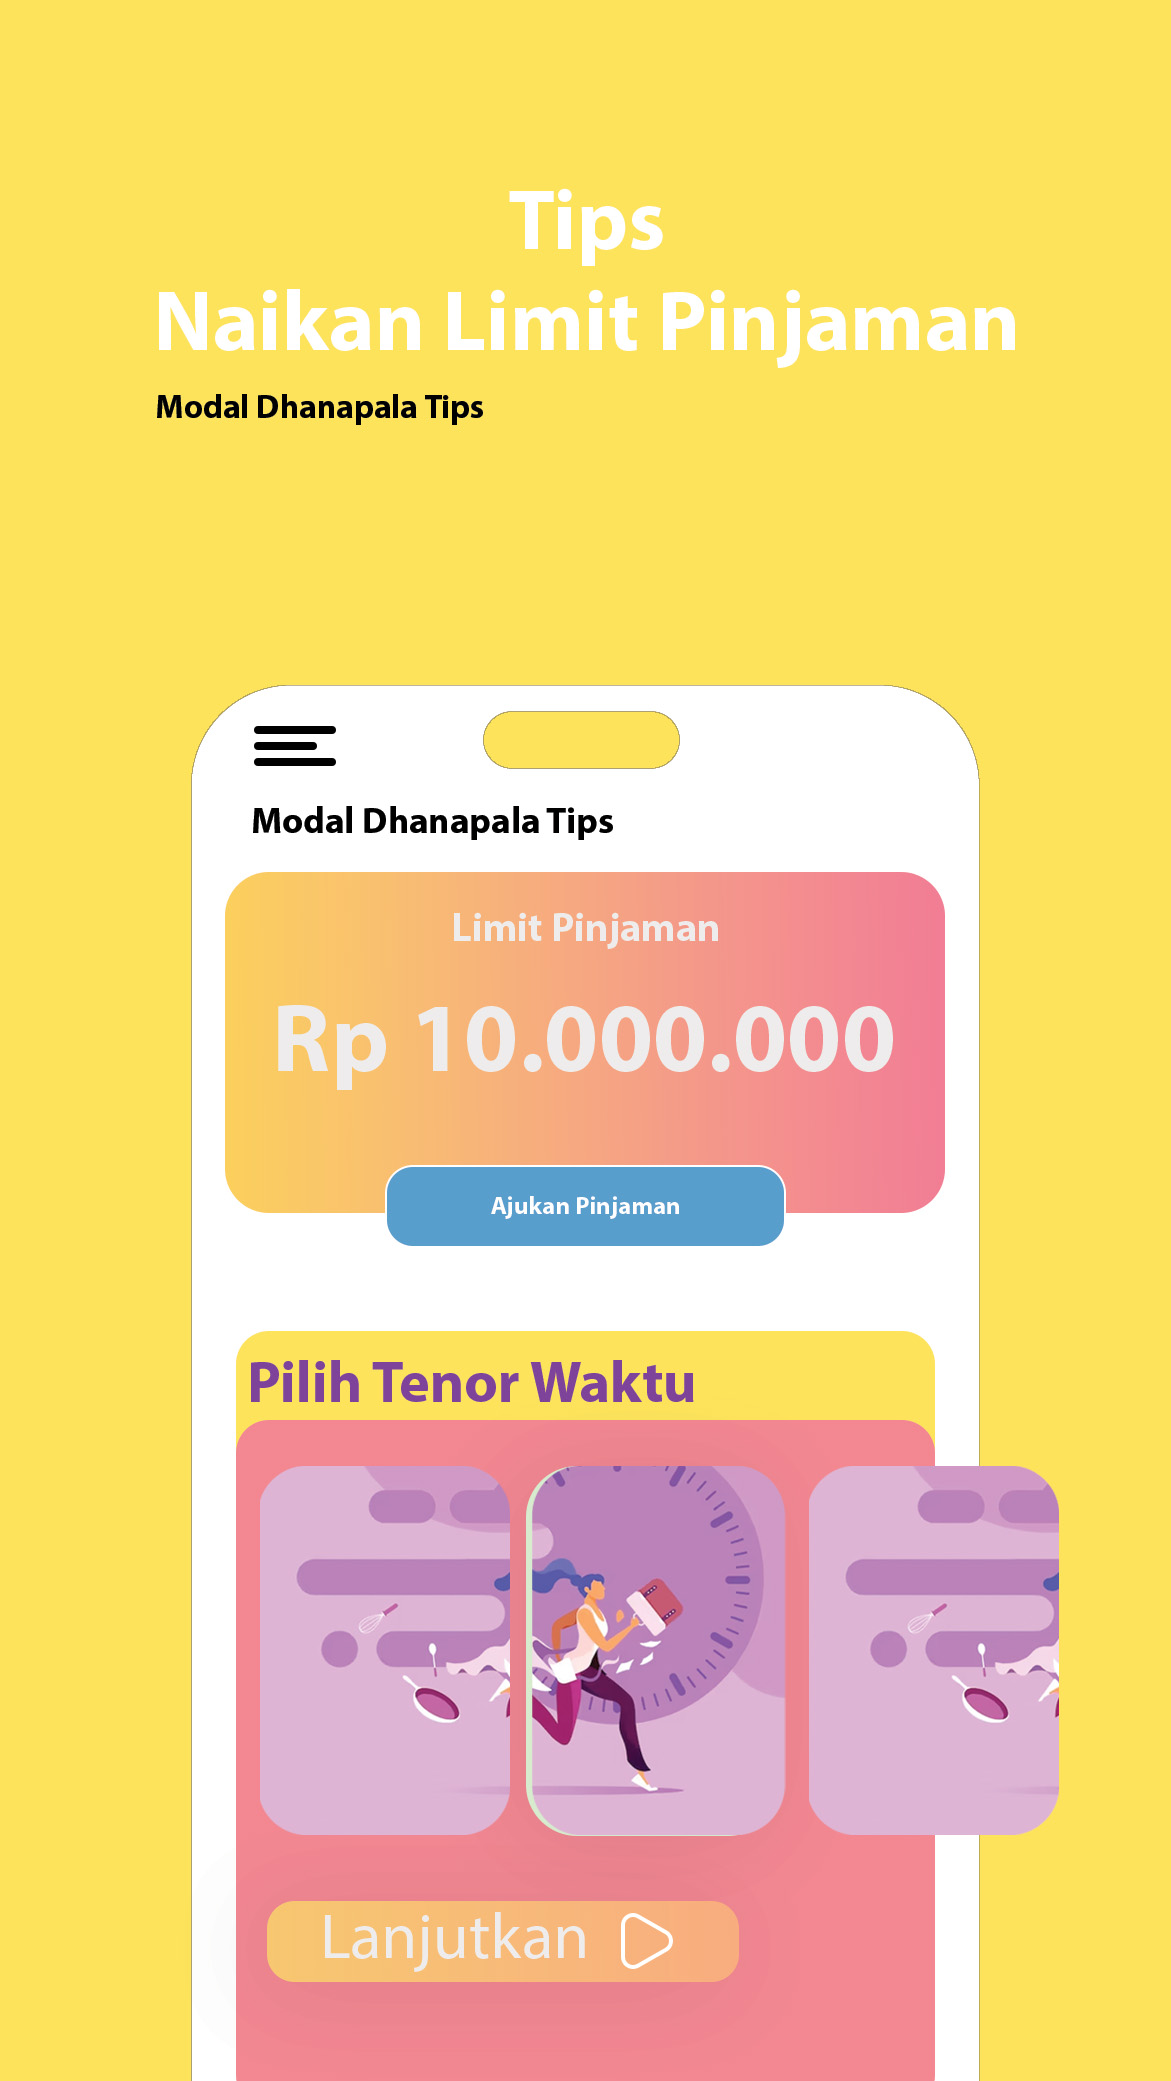 Tips
Naikan Limit Pinjaman
Modal Dhanapala Tips
Modal Dhanapala Tips
Limit Pinjaman
Rp 10.000.000
Ajukan Pinjaman
Pilih Tenor Waktu
Lanjutkan